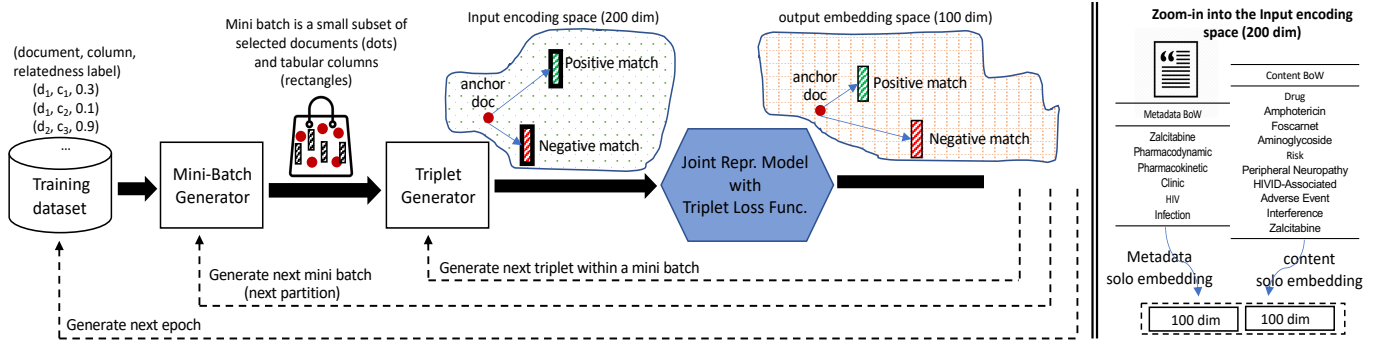 (document, column,
relatedness label)
(d1, c1, 0.3)
(d1, c2, 0.1)
(d2, c3, 0.9)
...
Training
dataset
Mini-Batch
Generator
Mini batch is a small subset of
selected documents (dots)
and tabular columns
(rectangles)
Triplet
Generator
Input encoding space (200 dim)
Positive match
anchor
doc
Negative match
Joint Repr. Model
with
Triplet Loss Func.
output embedding space (100 dim)
anchor
doc
Positive match
Negative match
Generate next triplet within a mini batch
Generate next mini batch
(next partition)
Generate next epoch
Zoom-in into the Input encoding
space (200 dim)
Metadata BoW
Zalcitabine
Pharmacodynamic
Pharmacokinetic
Clinic
HIV
Infection
Content BoW
Drug
Amphotericin
Foscarnet
Aminoglycoside
Risk
Peripheral Neuropathy
HIVID-Associated
Adverse Event
Interference
Zalcitabine
Metadata
solo embedding
content
solo embedding
100 dim
100 dim